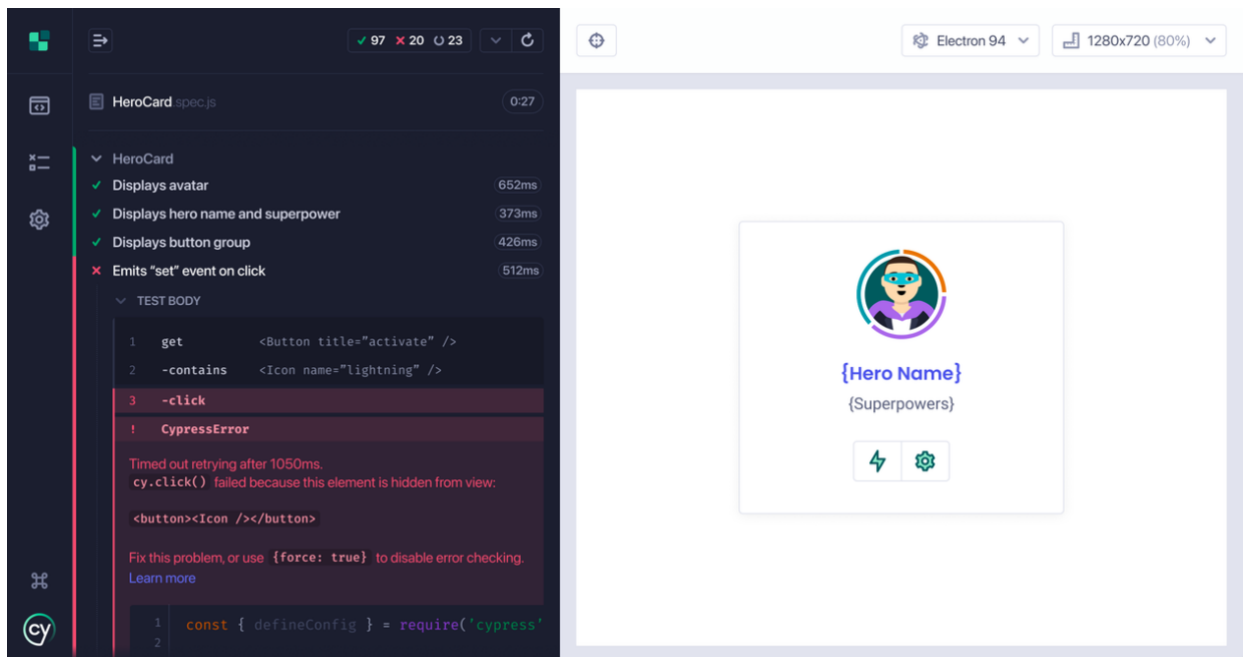 97 20 23
HeroCard.spec.js 0:27
HeroCard
Displays avatar 652ms
Displays hero name and superpower 373ms
Displays button group 426ms
Emits “set” event on click 512ms
TEST BODY
1 get <Button title=”activate” />
2 -contains <Icon name=”lightning” />
3 -click
! CypressError
Timed out retrying after 1050ms.
cy.click() failed because this element is hidden from view:
<button><Icon /></button>
Fix this problem, or use {force: true} to disable error checking.
Learn more
1 const { defineConfig } = require('cypress'
2
cy
Electron 94 1280x720 (80%)
{Hero Name}
{Superpowers}